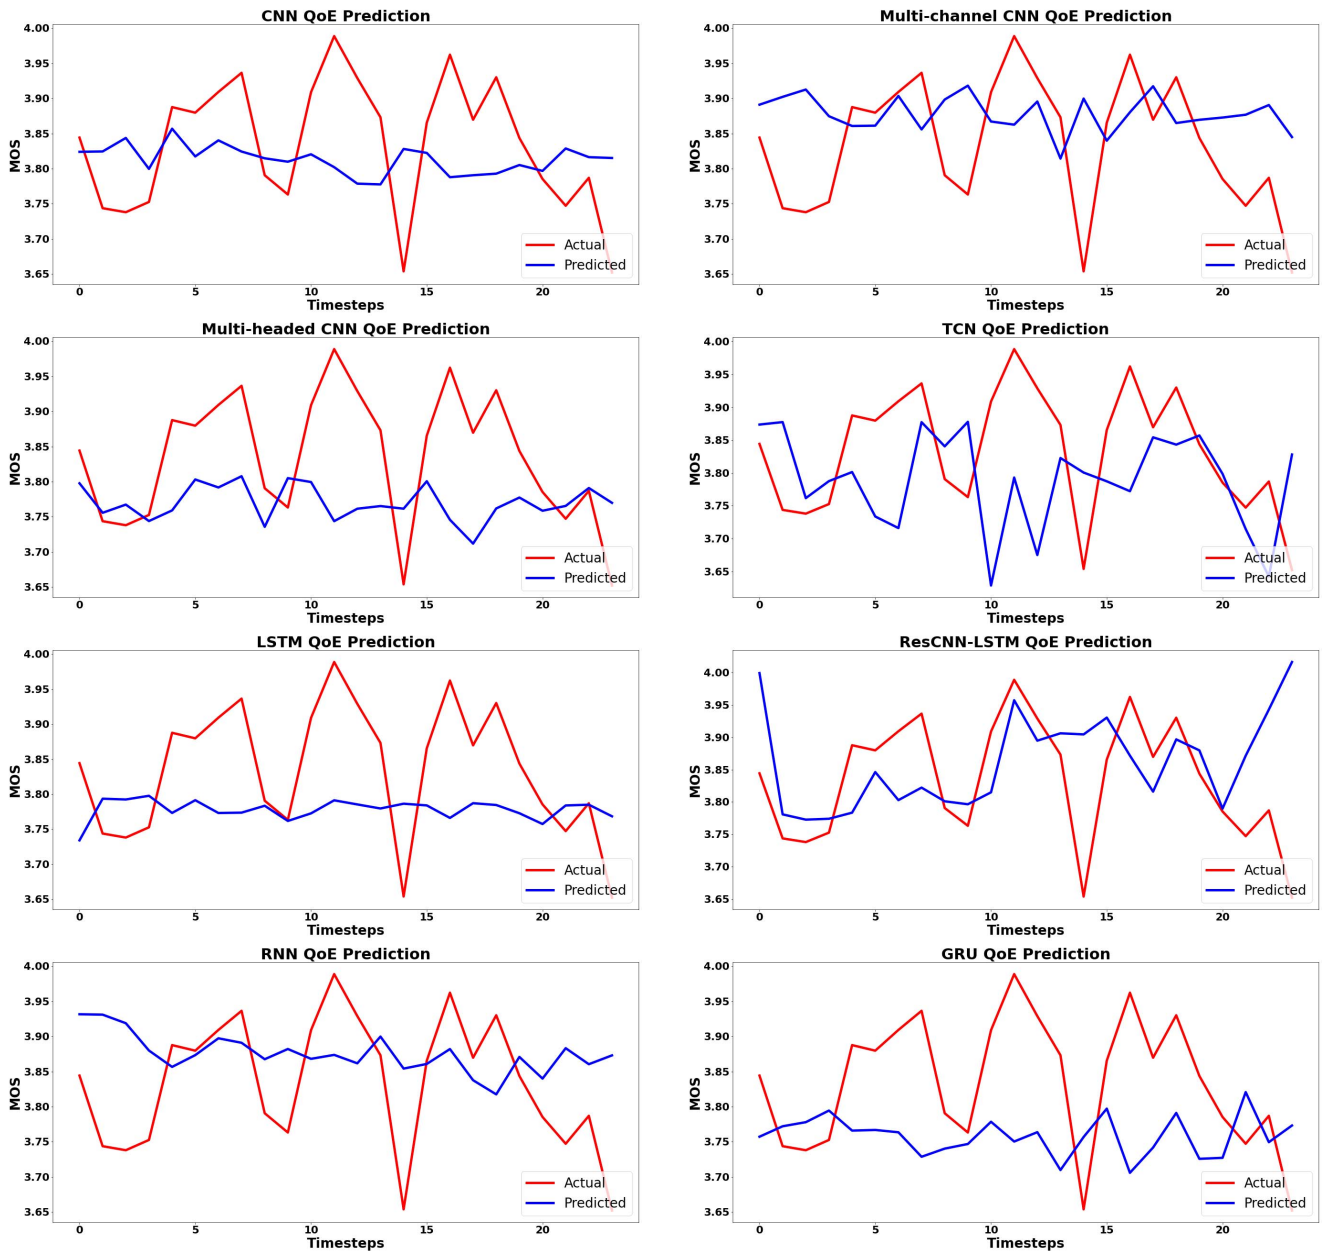 CNN QoE Prediction
4.00
3.95
3.90
3.85
3.80
3.75
3.70
3.65
MOS
Actual
Predicted
0 5 10 15 20
Timesteps
Multi-channel CNN QoE Prediction
4.00
3.95
3.90
3.85
3.80
3.75
3.70
3.65
MOS
Actual
Predicted
0 5 10 15 20
Timesteps
Multi-headed CNN QoE Prediction
4.00
3.95
3.90
3.85
3.80
3.75
3.70
3.65
MOS
Actual
Predicted
0 5 10 15 20
Timesteps
TCN QoE Prediction
4.00
3.95
3.90
3.85
3.80
3.75
3.70
3.65
MOS
Actual
Predicted
0 5 10 15 20
Timesteps
LSTM QoE Prediction
4.00
3.95
3.90
3.85
3.80
3.75
3.70
3.65
MOS
Actual
Predicted
0 5 10 15 20
Timesteps
ResCNN-LSTM QoE Prediction
4.00
3.95
3.90
3.85
3.80
3.75
3.70
3.65
MOS
Actual
Predicted
0 5 10 15 20
Timesteps
RNN QoE Prediction
4.00
3.95
3.90
3.85
3.80
3.75
3.70
3.65
MOS
Actual
Predicted
0 5 10 15 20
Timesteps
GRU QoE Prediction
4.00
3.95
3.90
3.85
3.80
3.75
3.70
3.65
MOS
Actual
Predicted
0 5 10 15 20
Timesteps